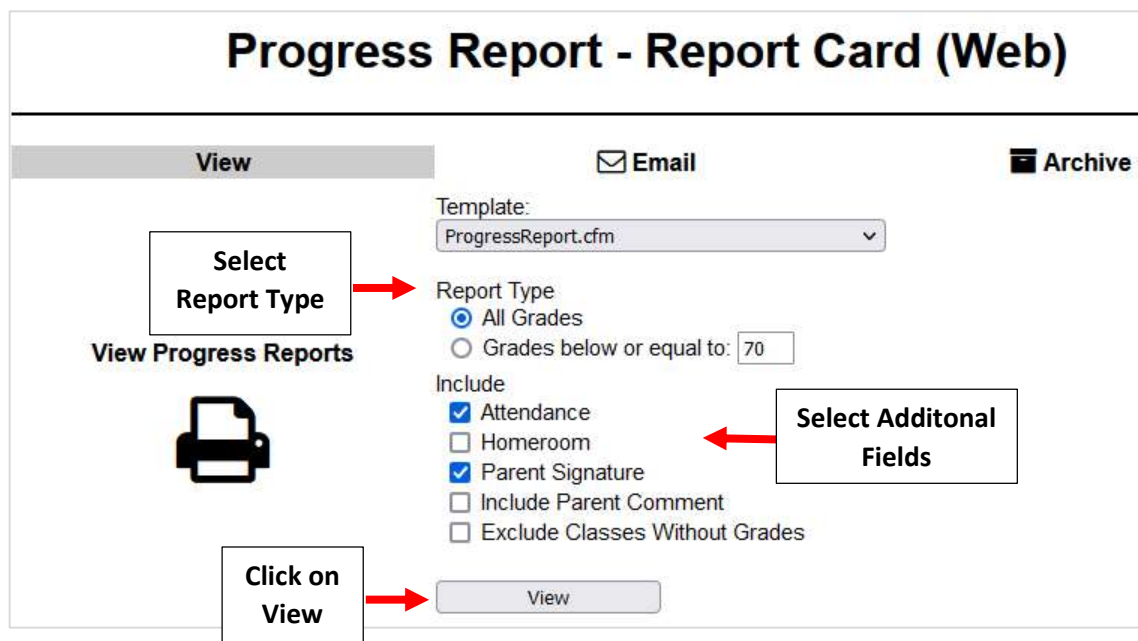 Progress Report - Report Card (Web)
View
Email
Archive
Template:
ProgressReport.cfm
Select
Report Type
Report Type
All Grades
Grades below or equal to: 70
View Progress Reports
Include
Attendance
Homeroom
Parent Signature
Include Parent Comment
Exclude Classes Without Grades
Select Additonal
Fields
Click on
View
View